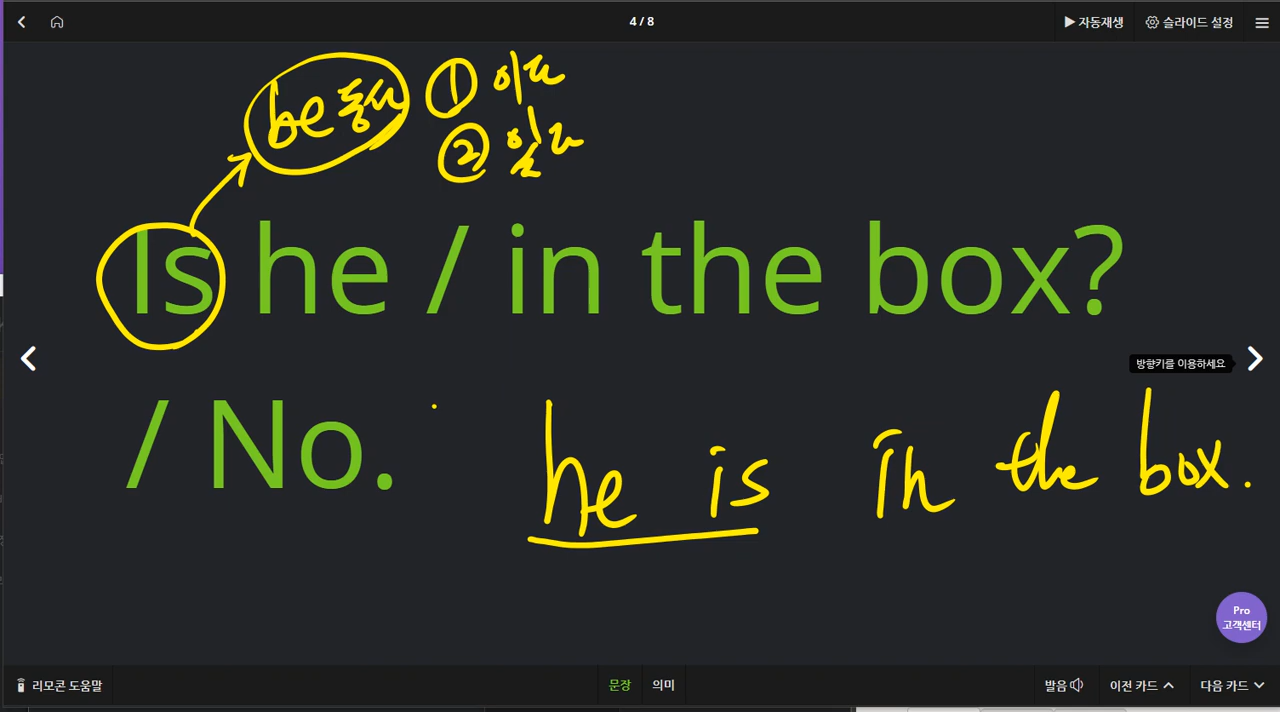 4 / 8
▶ 자동재생
슬라이드 설정
be동사 ① 이다
② 있다
Is he / in the box?
방향키를 이용하세요
/ No.
he is in the box.
Pro
고객센터
리모콘 도움말
문장
의미
발음
이전 카드
다음 카드